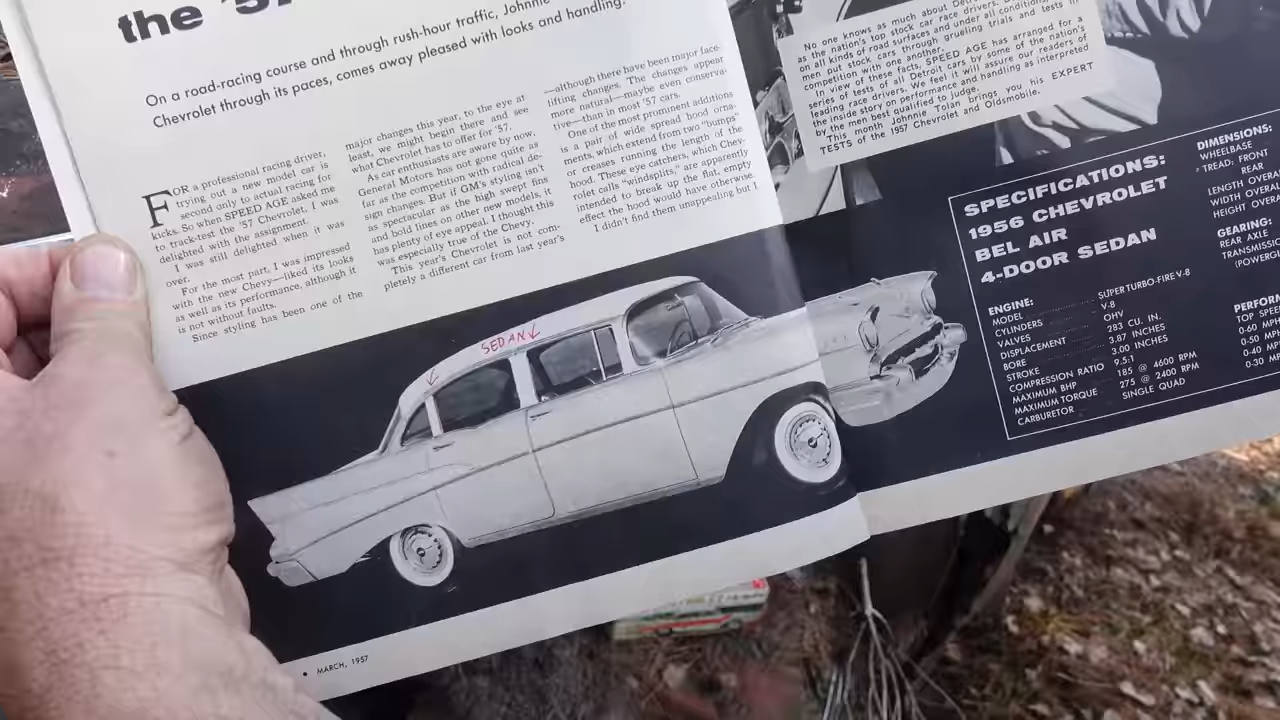 the '57
On a road-racing course and through rush-hour traffic, Johnnie
Chevrolet through its paces, comes away pleased with looks and handling.
FOR a professional racing driver,
trying out a new model car is
second only to actual racing for
kicks. So when SPEED AGE asked me
to track-test the '57 Chevrolet, I was
delighted with the assignment. I
I was still delighted when it was
over.
For the most part, I was impressed
with the new Chevy—liked its looks
as well as its performance, although it
is not without faults.
Since styling has been one of the
major changes this year, to the eye at
least, we might begin there and see
what Chevrolet has to offer for '57.
As car enthusiasts are aware by now,
General Motors has not gone quite as
far as the competition with radical de-
sign changes. But if GM's styling isn't
as spectacular as the high swept fins
and bold lines on other new models, it
has plenty of eye appeal. I thought this
was especially true of the Chevy.
This year's Chevrolet is not com-
pletely a different car from last year's
—although there have been major face-
lifting changes. The changes appear
more natural—maybe even conserva-
tive—than in most '57 cars.
One of the most prominent additions
is a pair of wide spread hood orna-
ments, which extend from two "bumps"
or creases running the length of the
hood. These eye catchers, which Chev-
rolet calls "windsplits," are apparently
intended to break up the flat, empty
effect the hood would have otherwise.
I didn't find them unappealing but I
No one knows as much about
as the nation's top stock car race drivers.
on all kinds of road surfaces and under all conditions,
men put stock cars through grueling trials and tests in
competition with one another.
In view of these facts, SPEED AGE has arranged for a
series of tests of all Detroit cars by some of the nation's
leading race drivers. We feel it will assure our readers of
the inside story on performance and handling as interpreted
by the men best qualified to judge.
This month Johnnie Tolan brings you his EXPERT
TESTS of the 1957 Chevrolet and Oldsmobile.
SEDAN
SPECIFICATIONS:
1956 CHEVROLET
BEL AIR
4-DOOR SEDAN
ENGINE:
MODEL SUPER TURBO-FIRE V-8
CYLINDERS V-8
VALVES OHV
DISPLACEMENT 283 CU. IN.
BORE 3.87 INCHES
STROKE 3.00 INCHES
COMPRESSION RATIO 9.5:1
MAXIMUM BHP 185 @ 4600 RPM
MAXIMUM TORQUE 275 @ 2400 RPM
CARBURETOR SINGLE QUAD
DIMENSIONS:
WHEELBASE
TREAD: FRONT
REAR
LENGTH OVERA
WIDTH OVERA
HEIGHT OVERA
GEARING:
REAR AXLE
TRANSMISS
(POWERGL
PERFORM
TOP SPEE
0-60 MP
0-50 MP
0-40 MP
0-30 MP
• MARCH, 1957